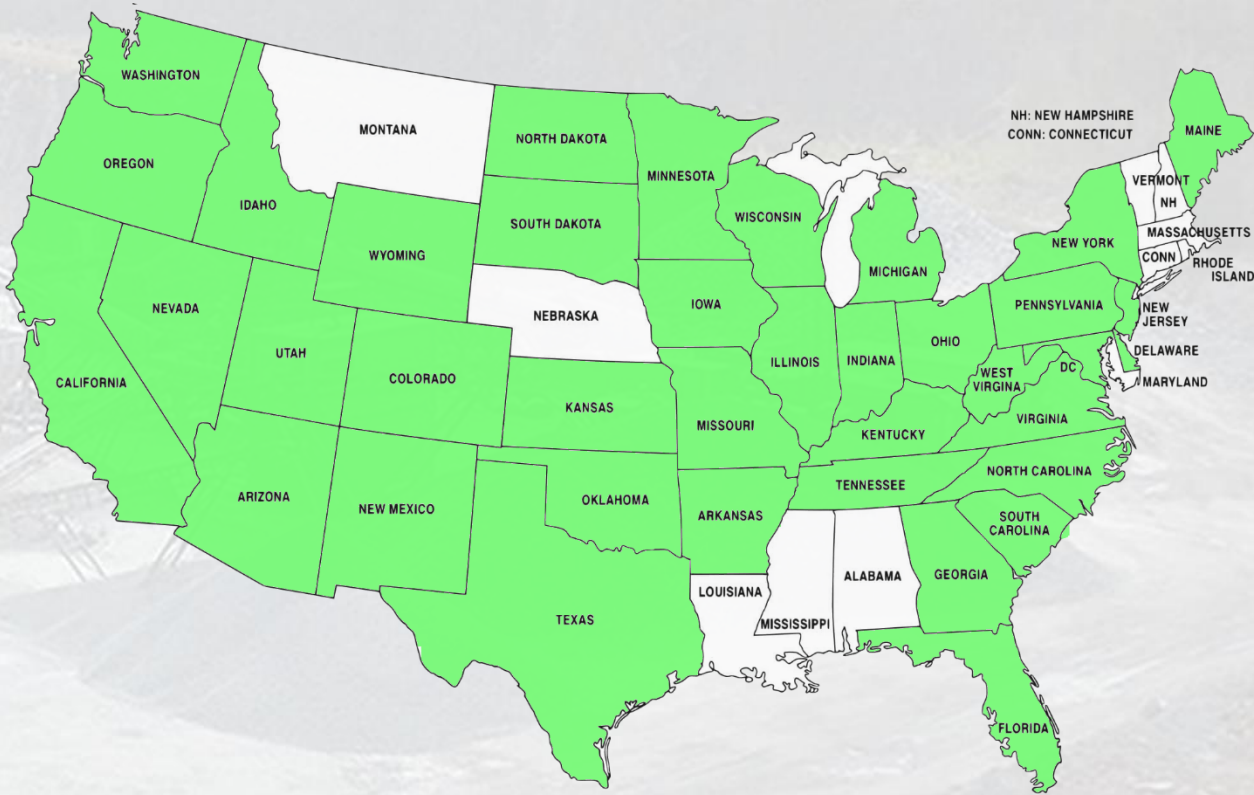 WASHINGTON
MONTANA
NORTH DAKOTA
MINNESOTA
NH: NEW HAMPSHIRE
CONN: CONNECTICUT
MAINE
OREGON
IDAHO
SOUTH DAKOTA
WISCONSIN
VERMONT
NH
WYOMING
MICHIGAN
NEW YORK
MASSACHUSETTS
CONN
RHODE
ISLAND
NEVADA
NEBRASKA
IOWA
PENNSYLVANIA
NEW
JERSEY
UTAH
COLORADO
ILLINOIS
INDIANA
OHIO
DELAWARE
CALIFORNIA
WEST
VIRGINA
DC
MARYLAND
KANSAS
MISSOURI
KENTUCKY
VIRGINIA
ARIZONA
NEW MEXICO
OKLAHOMA
ARKANSAS
TENNESSEE
NORTH CAROLINA
SOUTH
CAROLINA
TEXAS
LOUISIANA
MISSISSIPPI
ALABAMA
GEORGIA
FLORIDA